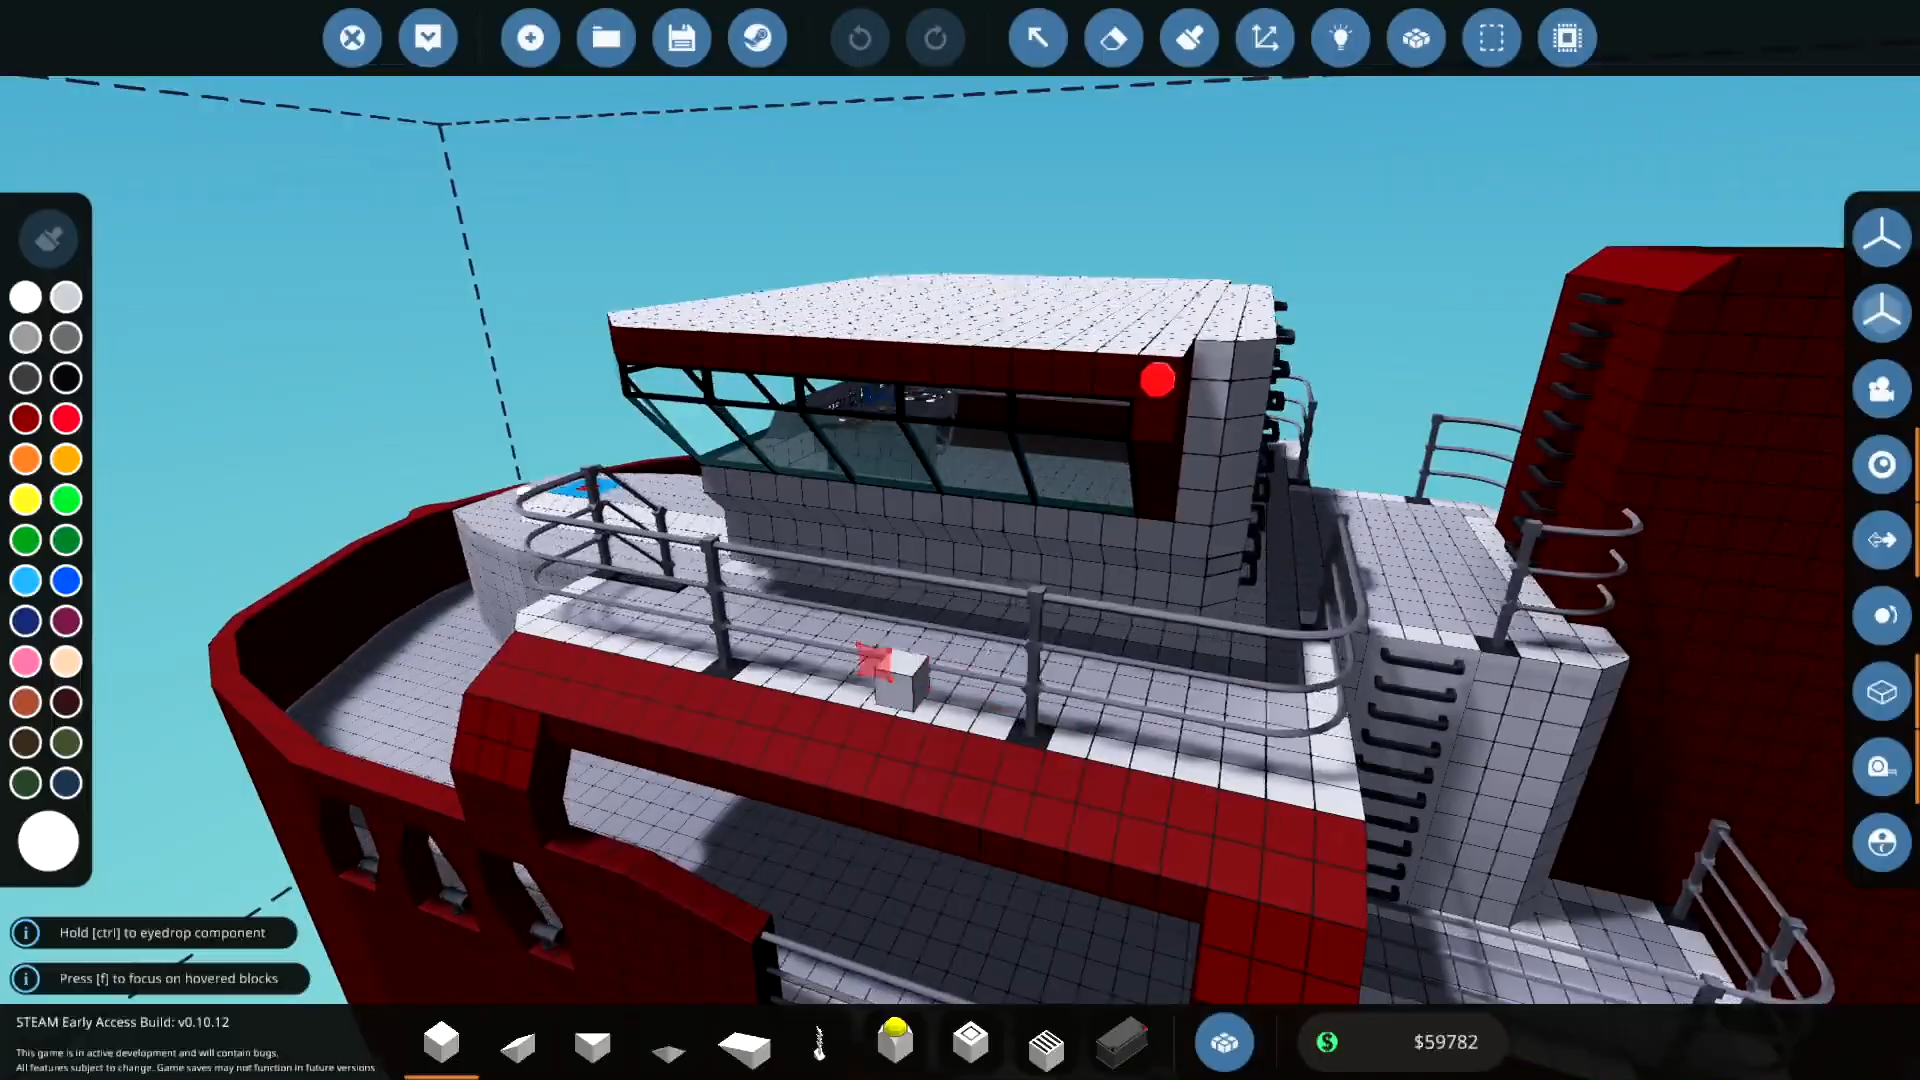 Hold [ctrl] to eyedrop component
Press [f] to focus on hovered blocks
STEAM Early Access Build: v0.10.12
This game is in active development and will contain bugs.
All features subject to change. Game saves may not function in future versions
$59782